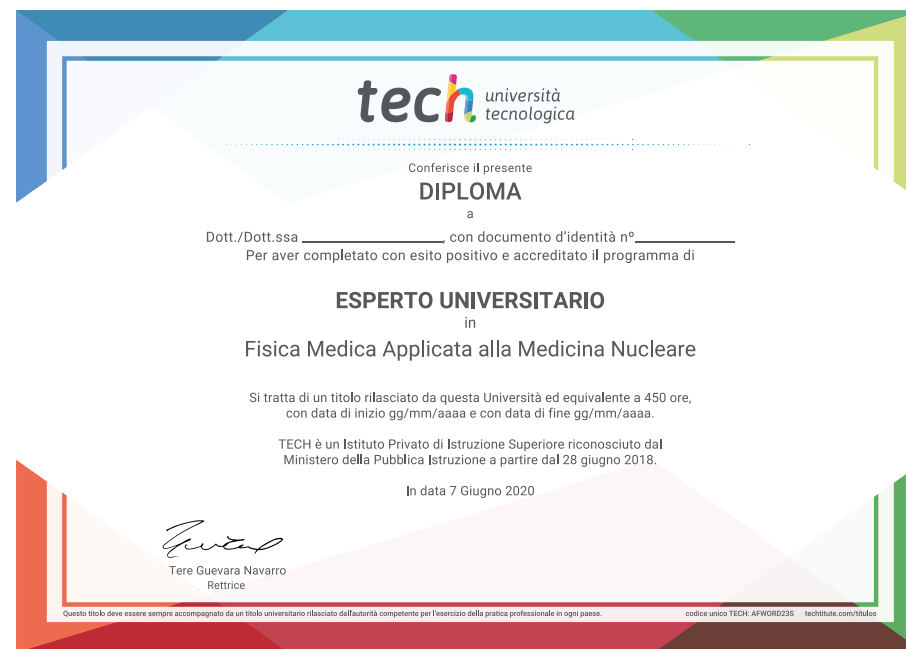 tech università
tecnologica
Conferisce il presente
DIPLOMA
a
Dott./Dott.ssa ____________________, con documento d'identità nº______________
Per aver completato con esito positivo e accreditato il programma di
ESPERTO UNIVERSITARIO
in
Fisica Medica Applicata alla Medicina Nucleare
Si tratta di un titolo rilasciato da questa Università ed equivalente a 450 ore,
con data di inizio gg/mm/aaaa e con data di fine gg/mm/aaaa.
TECH è un Istituto Privato di Istruzione Superiore riconosciuto dal
Ministero della Pubblica Istruzione a partire dal 28 giugno 2018.
In data 7 Giugno 2020
Tere Guevara Navarro
Rettrice
Questo titolo deve essere sempre accompagnato da un titolo universitario rilasciato dall'autorità competente per l'esercizio della pratica professionale in ogni paese. codice unico TECH: AFWORD23S techtitute.com/titulos